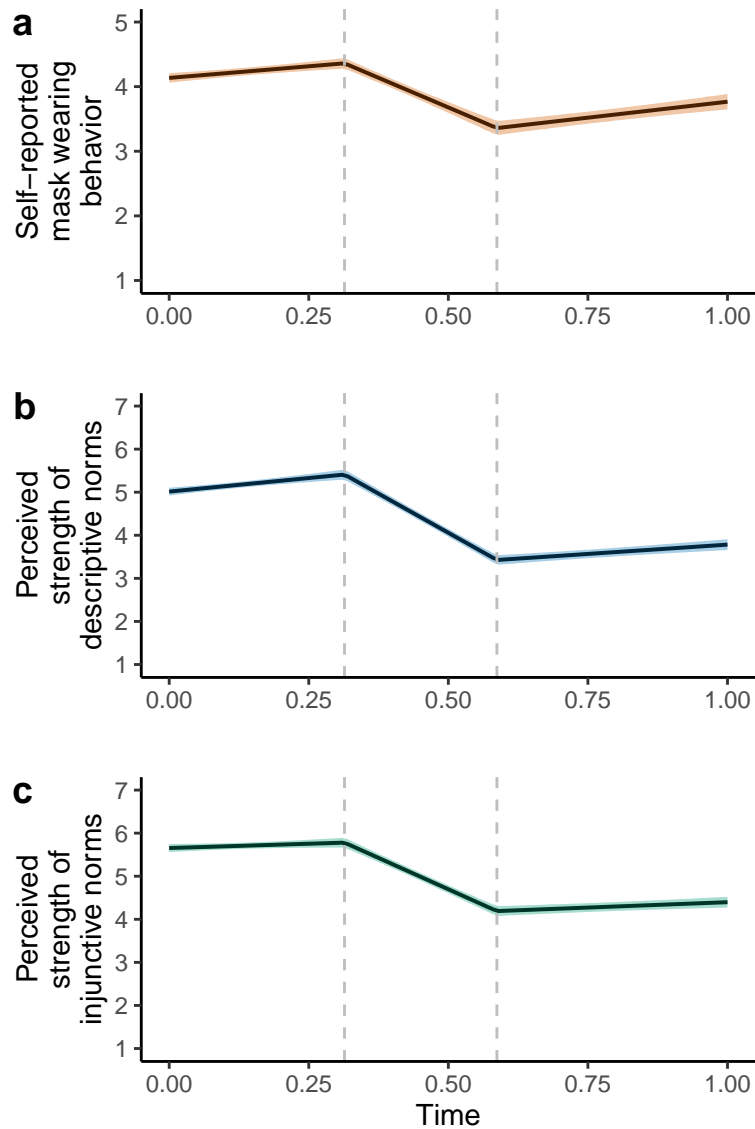 a
Self−reported
mask wearing
behavior
5
4
3
2
1
0.00 0.25 0.50 0.75 1.00
b
Perceived
strength of
descriptive norms
7
6
5
4
3
2
1
0.00 0.25 0.50 0.75 1.00
c
Perceived
strength of
injunctive norms
7
6
5
4
3
2
1
0.00 0.25 0.50 0.75 1.00
Time